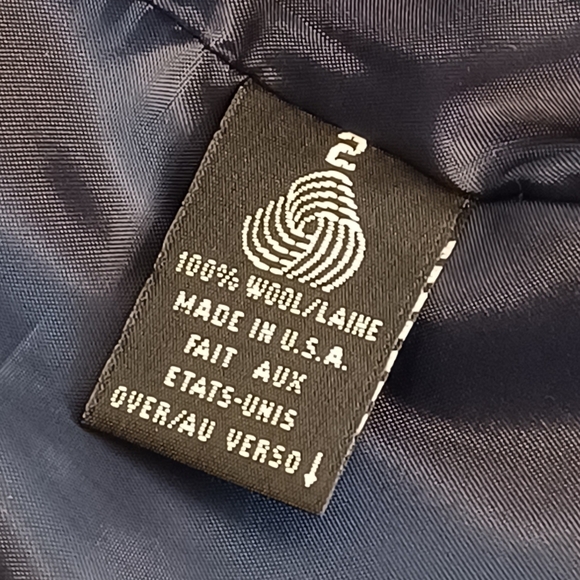 2
100% WOOL/LAINE
MADE IN U.S.A.
FAIT AUX
ETATS-UNIS
OVER/AU VERSO↓